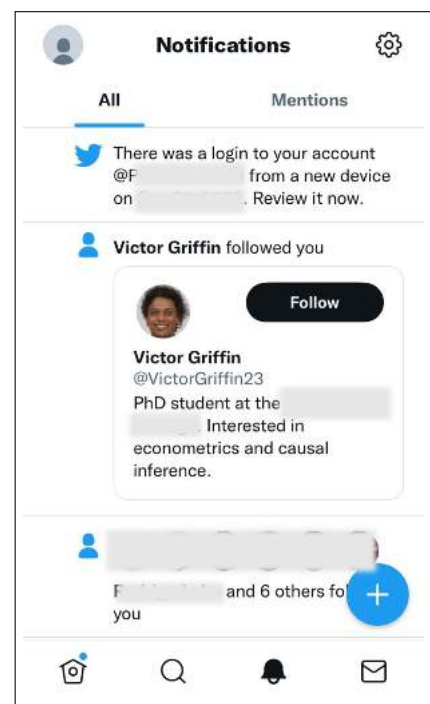 Notifications
All Mentions
There was a login to your account
@F from a new device
on . Review it now.
Victor Griffin followed you
Follow
Victor Griffin
@VictorGriffin23
PhD student at the
. Interested in
econometrics and causal
inference.
and 6 others fol
you